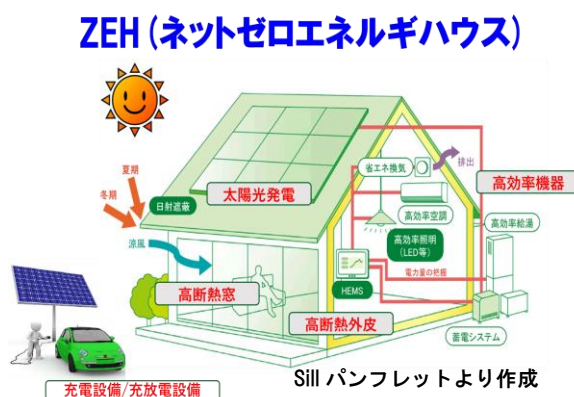 ZEH(ネットゼロエネルギハウス)
夏期
冬期
日射遮蔽
涼風
太陽光発電
省エネ換気
排出
高効率機器
高効率空調
高効率給湯
高効率照明
(LED等)
電力量の把握
HEMS
高断熱窓
高断熱外皮
蓄電システム
充電設備/充放電設備
Sill パンフレットより作成